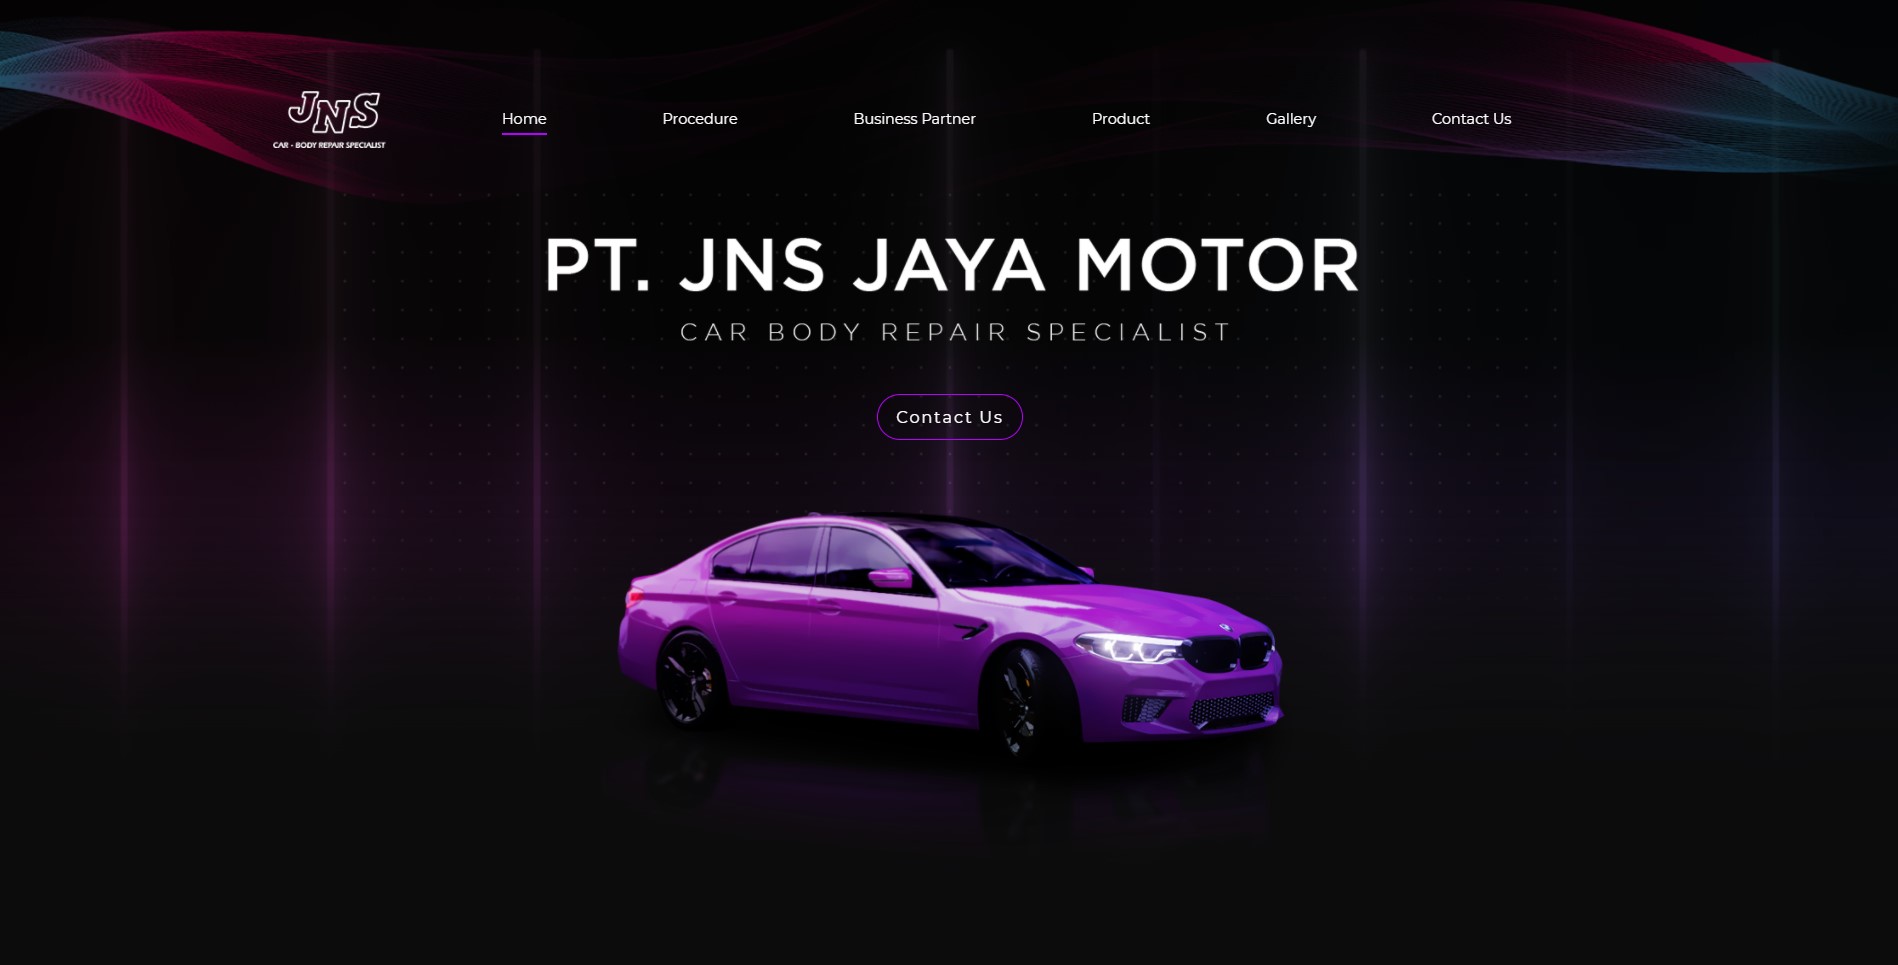 JNS
CAR - BODY REPAIR SPECIALIST
Home
Procedure
Business Partner
Product
Gallery
Contact Us
PT. JNS JAYA MOTOR
CAR BODY REPAIR SPECIALIST
Contact Us